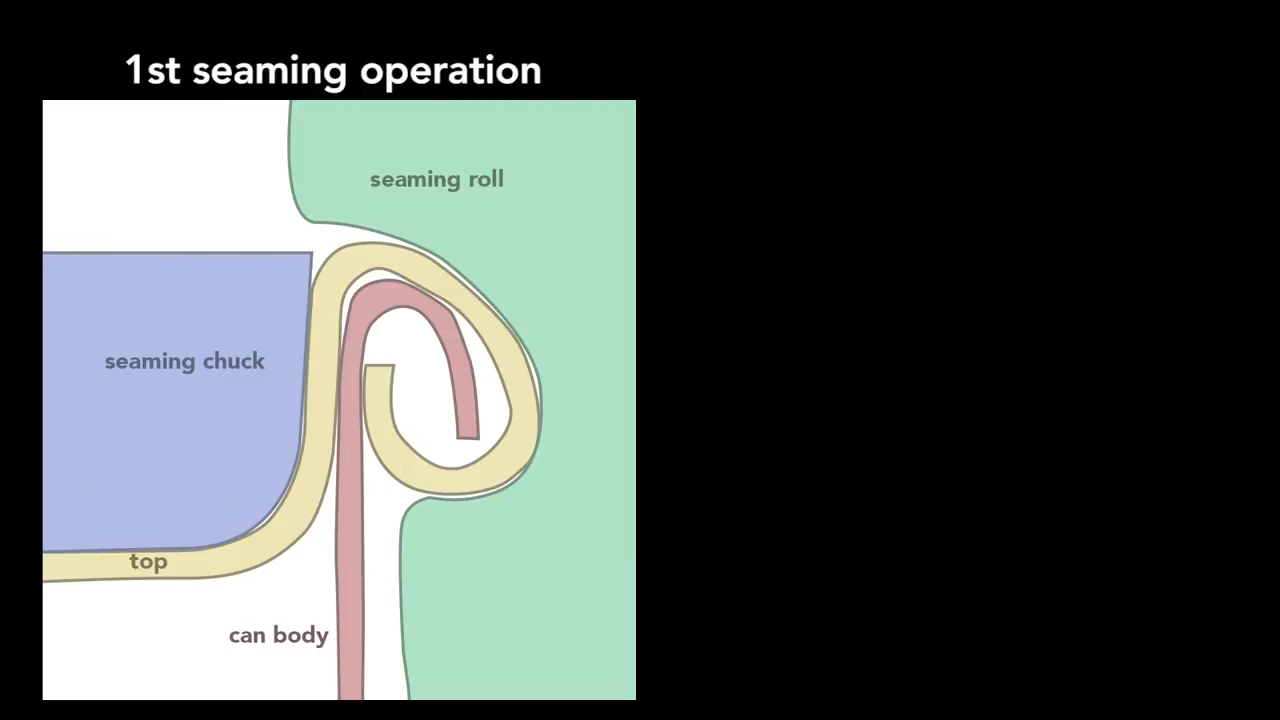 1st seaming operation
seaming roll
seaming chuck
top
can body